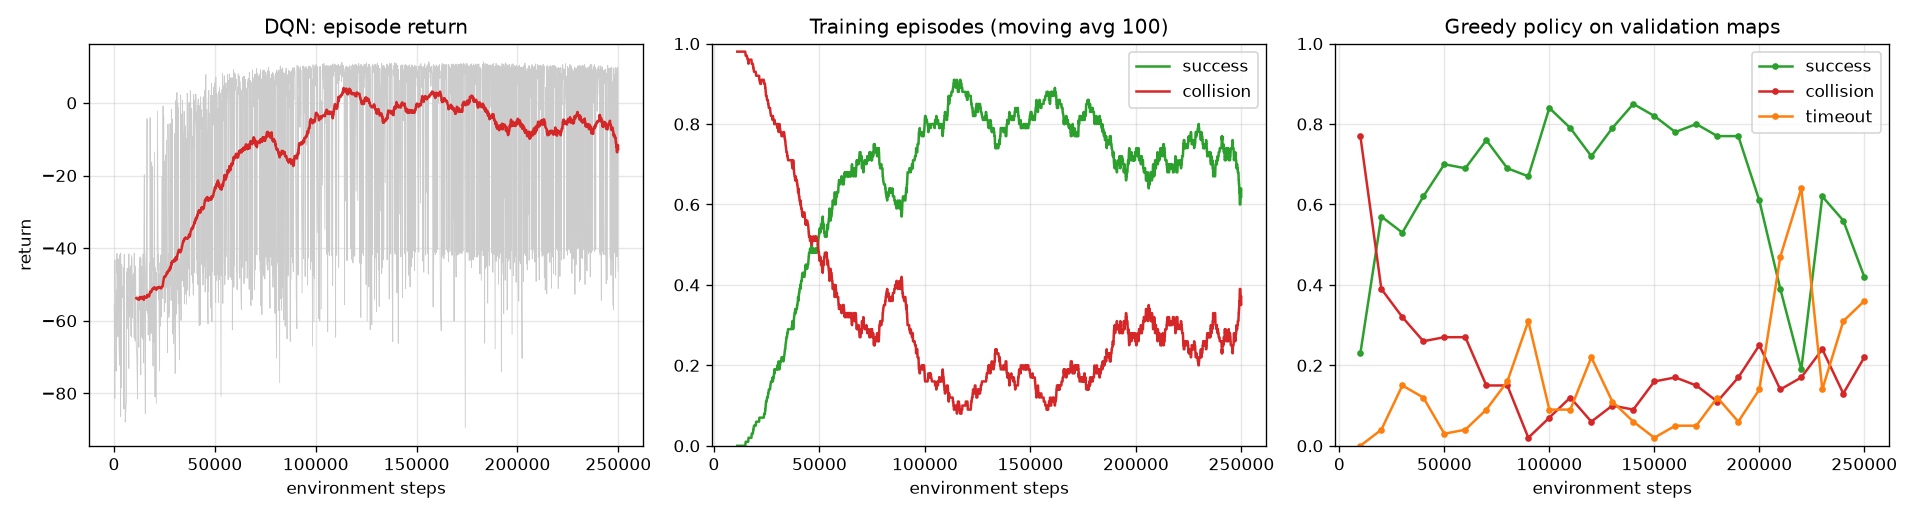 DQN: episode return
return
0
−20
−40
−60
−80
0
50000
100000
150000
200000
250000
environment steps
Training episodes (moving avg 100)
success
collision
1.0
0.8
0.6
0.4
0.2
0.0
0
50000
100000
150000
200000
250000
environment steps
Greedy policy on validation maps
success
collision
timeout
1.0
0.8
0.6
0.4
0.2
0.0
0
50000
100000
150000
200000
250000
environment steps